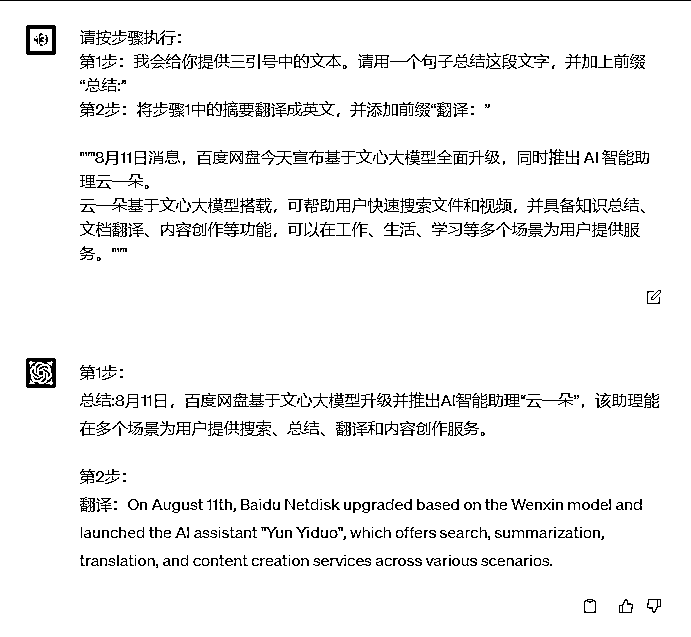 请按步骤执行：
第1步：我会给你提供三引号中的文本。请用一个句子总结这段文字，并加上前缀
“总结:”
第2步：将步骤1中的摘要翻译成英文，并添加前缀“翻译：”
"""8月11日消息，百度网盘今天宣布基于文心大模型全面升级，同时推出 AI 智能助
理云一朵。
云一朵基于文心大模型搭载，可帮助用户快速搜索文件和视频，并具备知识总结、
文档翻译、内容创作等功能，可以在工作、生活、学习等多个场景为用户提供服
务。"""
第1步：
总结:8月11日，百度网盘基于文心大模型升级并推出AI智能助理“云一朵”，该助理能
在多个场景为用户提供搜索、总结、翻译和内容创作服务。
第2步：
翻译：On August 11th, Baidu Netdisk upgraded based on the Wenxin model and
launched the AI assistant "Yun Yiduo", which offers search, summarization,
translation, and content creation services across various scenarios.